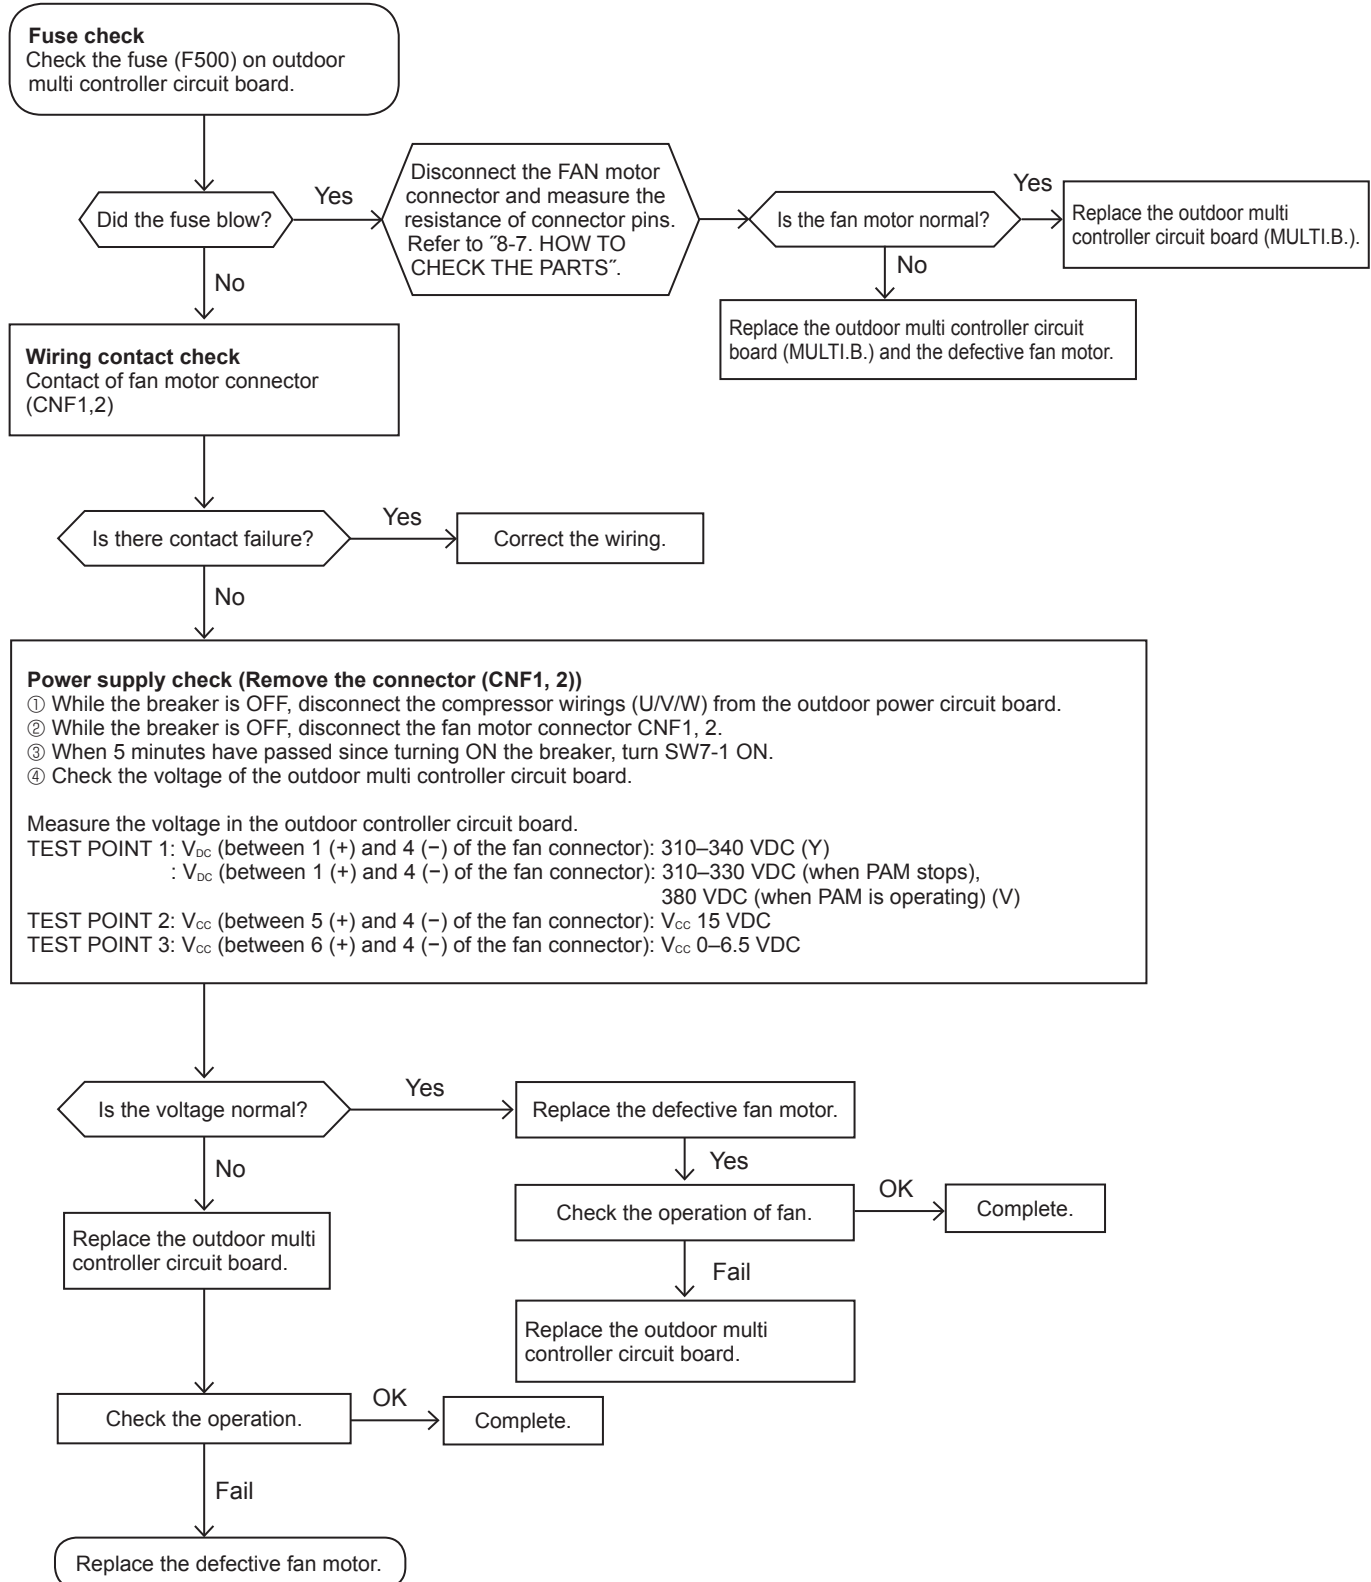 Fuse check
Check the fuse (F500) on outdoor
multi controller circuit board.
Did the fuse blow?
Yes
Disconnect the FAN motor
connector and measure the
resistance of connector pins.
Refer to ˝8-7. HOW TO
CHECK THE PARTS˝.
Is the fan motor normal?
Yes
Replace the outdoor multi
controller circuit board (MULTI.B.).
No
Replace the outdoor multi controller circuit
board (MULTI.B.) and the defective fan motor.
No
Wiring contact check
Contact of fan motor connector
(CNF1,2)
Is there contact failure?
Yes
Correct the wiring.
No
Power supply check (Remove the connector (CNF1, 2))
① While the breaker is OFF, disconnect the compressor wirings (U/V/W) from the outdoor power circuit board.
② While the breaker is OFF, disconnect the fan motor connector CNF1, 2.
③ When 5 minutes have passed since turning ON the breaker, turn SW7-1 ON.
④ Check the voltage of the outdoor multi controller circuit board.
Measure the voltage in the outdoor controller circuit board.
TEST POINT 1: VDC (between 1 (+) and 4 (−) of the fan connector): 310–340 VDC (Y)
: VDC (between 1 (+) and 4 (−) of the fan connector): 310–330 VDC (when PAM stops),
380 VDC (when PAM is operating) (V)
TEST POINT 2: VCC (between 5 (+) and 4 (−) of the fan connector): VCC 15 VDC
TEST POINT 3: VCC (between 6 (+) and 4 (−) of the fan connector): VCC 0–6.5 VDC
Is the voltage normal?
Yes
Replace the defective fan motor.
Yes
Check the operation of fan.
OK
Complete.
Fail
Replace the outdoor multi
controller circuit board.
No
Replace the outdoor multi
controller circuit board.
Check the operation.
OK
Complete.
Fail
Replace the defective fan motor.